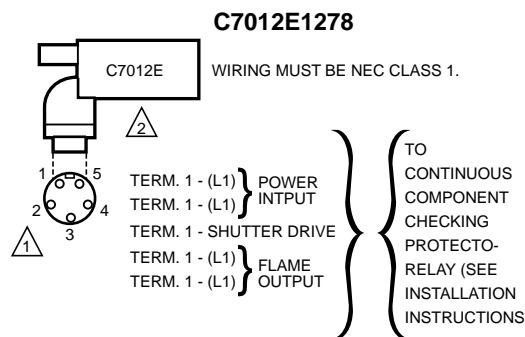 C7012E1278
C7012E
WIRING MUST BE NEC CLASS 1.
2
1 5
2 4
3
1
TERM. 1 - (L1)
TERM. 1 - (L1)
POWER
INTPUT
TERM. 1 - SHUTTER DRIVE
TERM. 1 - (L1)
TERM. 1 - (L1)
FLAME
OUTPUT
TO
CONTINUOUS
COMPONENT
CHECKING
PROTECTO-
RELAY (SEE
INSTALLATION
INSTRUCTIONS